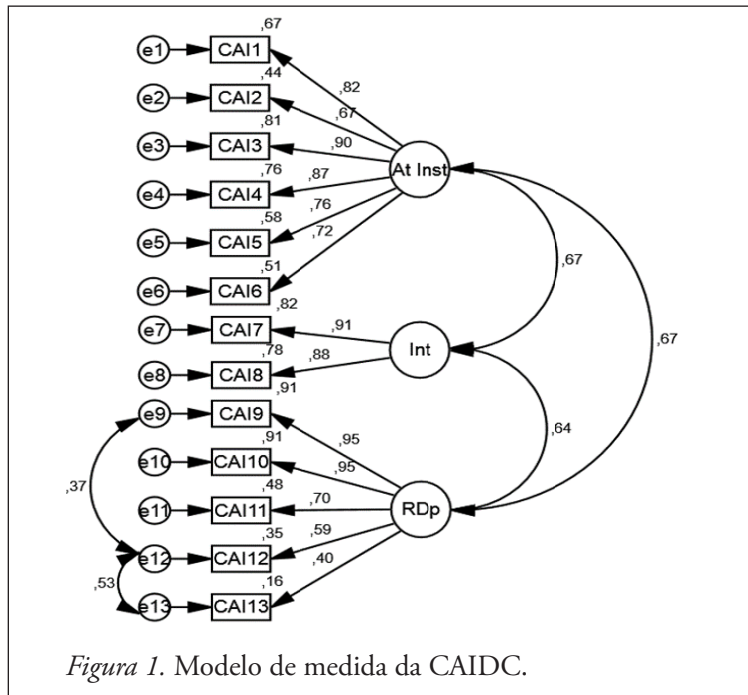 ,67
e1 CAI1
,44 ,82
e2 CAI2
,81 ,67
e3 CAI3 ,90
At Inst
,76 ,87
e4 CAI4
,58 ,76
e5 CAI5 ,72
,51
e6 CAI6
,67
,82
e7 CAI7 ,91
,67
Int
,78 ,88
e8 CAI8
,91
e9 CAI9
,64
,91 ,95
e10 CAI10 ,95
,37
,48
e11 CAI11 ,70 RDp
,35 ,59
e12 CAI12
,53 ,16 ,40
e13 CAI13
Figura 1. Modelo de medida da CAIDC.